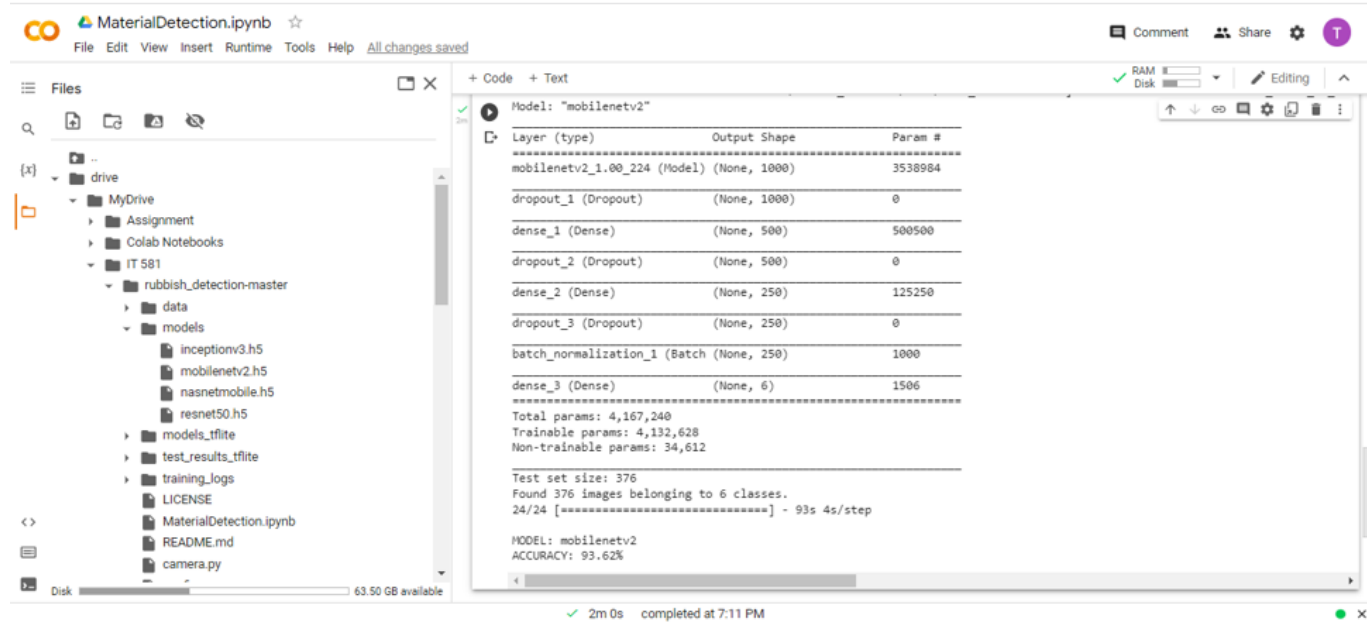 MaterialDetection.ipynb
File Edit View Insert Runtime Tools Help All changes saved
Comment Share T
Files
+ Code + Text
RAM
Disk
Editing
{x}
..
drive
MyDrive
Assignment
Colab Notebooks
IT 581
rubbish_detection-master
data
models
inceptionv3.h5
mobilenetv2.h5
nasnetmobile.h5
resnet50.h5
models_tflite
test_results_tflite
training_logs
LICENSE
MaterialDetection.ipynb
README.md
camera.py
Disk 63.50 GB available
2m
Model: "mobilenetv2"
Layer (type) Output Shape Param #
mobilenetv2_1.00_224 (Model) (None, 1000) 3538984
dropout_1 (Dropout) (None, 1000) 0
dense_1 (Dense) (None, 500) 500500
dropout_2 (Dropout) (None, 500) 0
dense_2 (Dense) (None, 250) 125250
dropout_3 (Dropout) (None, 250) 0
batch_normalization_1 (Batch (None, 250) 1000
dense_3 (Dense) (None, 6) 1506
Total params: 4,167,240
Trainable params: 4,132,628
Non-trainable params: 34,612
Test set size: 376
Found 376 images belonging to 6 classes.
24/24 [==============================] - 93s 4s/step
MODEL: mobilenetv2
ACCURACY: 93.62%
2m 0s completed at 7:11 PM